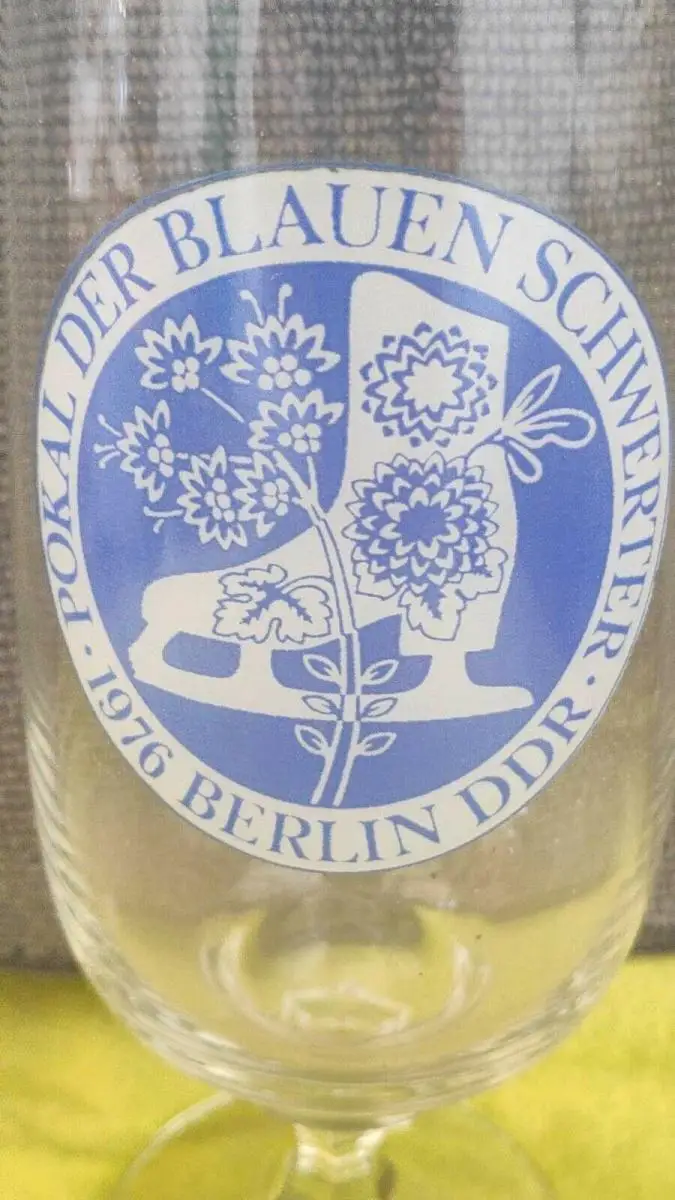 POKAL DER BLAUEN SCHWERTER
· 1976 BERLIN DDR ·